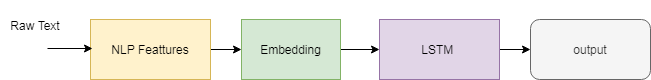 Raw Text
NLP Feattures
Embedding
LSTM
output